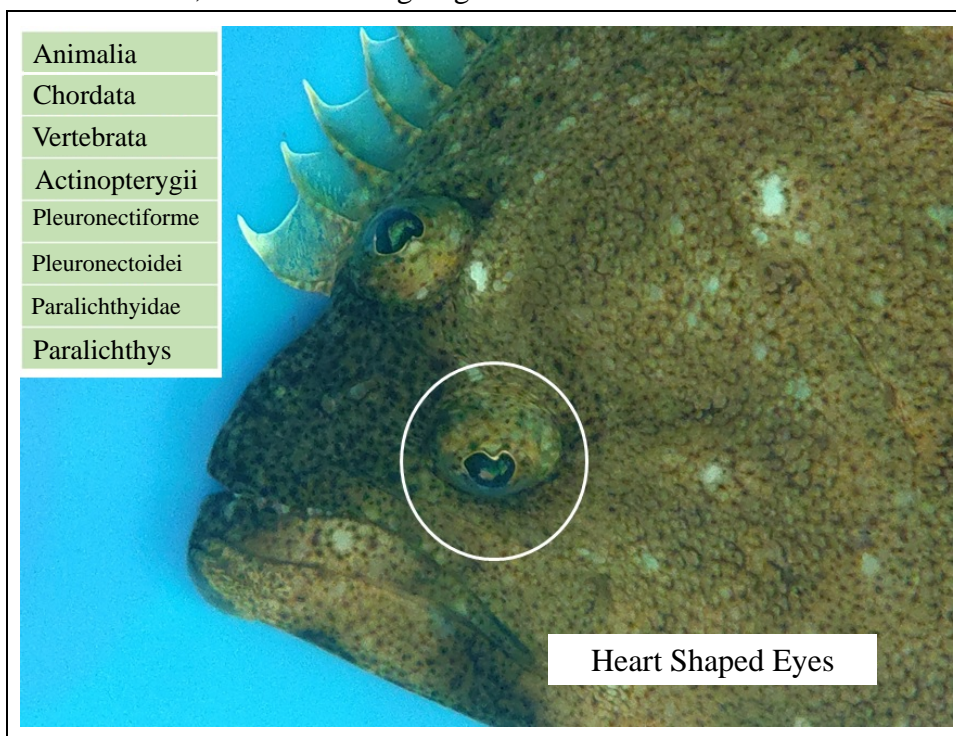 Animalia
Chordata
Vertebrata
Actinopterygii
Pleuronectiforme
Pleuronectoidei
Paralichthyidae
Paralichthys
Heart Shaped Eyes